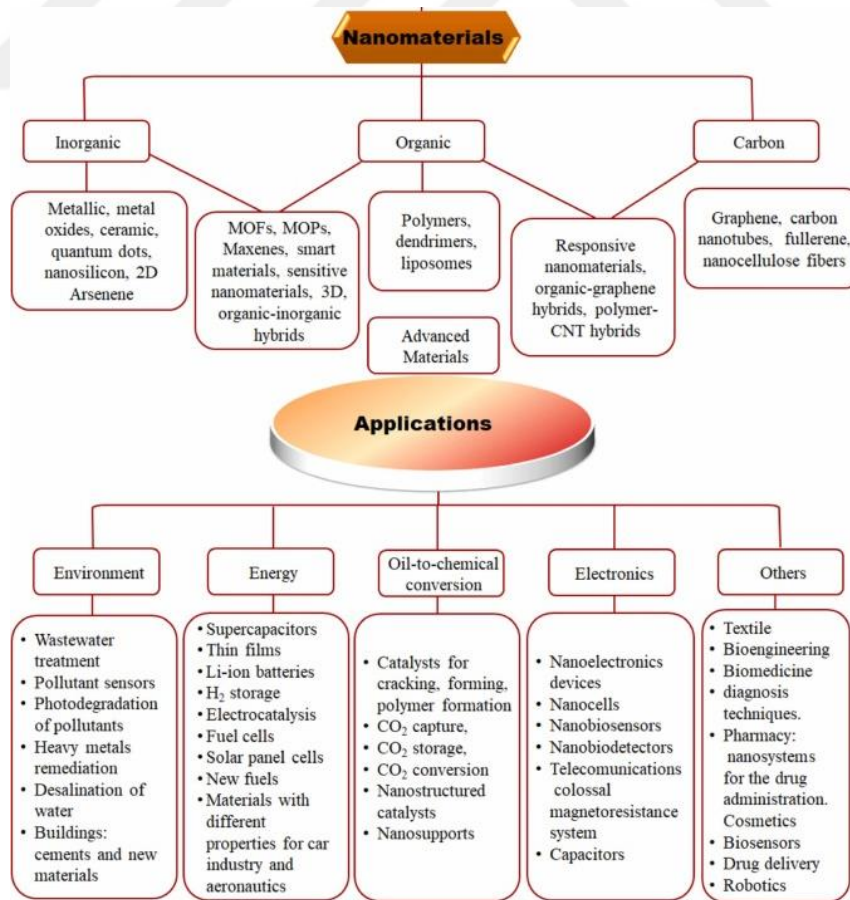 Nanomaterials
Inorganic
Organic
Carbon
Metallic, metal
oxides, ceramic,
quantum dots,
nanosilicon, 2D
Arsenene
MOFs, MOPs,
Maxenes, smart
materials, sensitive
nanomaterials, 3D,
organic-inorganic
hybrids
Polymers,
dendrimers,
liposomes
Responsive
nanomaterials,
organic-graphene
hybrids, polymer-
CNT hybrids
Graphene, carbon
nanotubes, fullerene,
nanocellulose fibers
Advanced
Materials
Applications
Environment
Energy
Oil-to-chemical
conversion
Electronics
Others
• Wastewater
treatment
• Pollutant sensors
• Photodegradation
of pollutants
• Heavy metals
remediation
• Desalination of
water
• Buildings:
cements and new
materials
• Supercapacitors
• Thin films
• Li-ion batteries
• H₂ storage
• Electrocatalysis
• Fuel cells
• Solar panel cells
• New fuels
• Materials with
different
properties for car
industry and
aeronautics
• Catalysts for
cracking, forming,
polymer formation
• CO₂ capture,
• CO₂ storage,
• CO₂ conversion
• Nanostructured
catalysts
• Nanosupports
• Nanoelectronics
devices
• Nanocells
• Nanobiosensors
• Nanobiodetectors
• Telecomunications
colossal
magnetoresistance
system
• Capacitors
• Textile
• Bioengineering
• Biomedicine
• diagnosis
techniques.
• Pharmacy:
nanosystems
for the drug
administration.
Cosmetics
• Biosensors
• Drug delivery
• Robotics